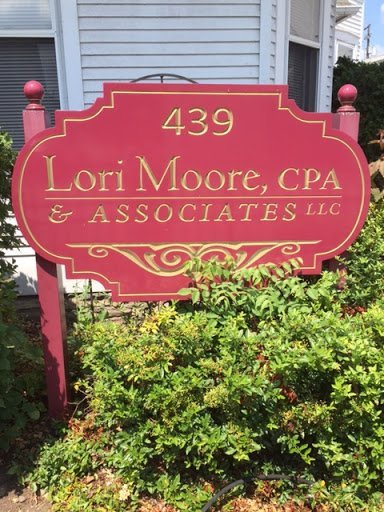 439
Lori Moore, CPA
& ASSOCIATES LLC